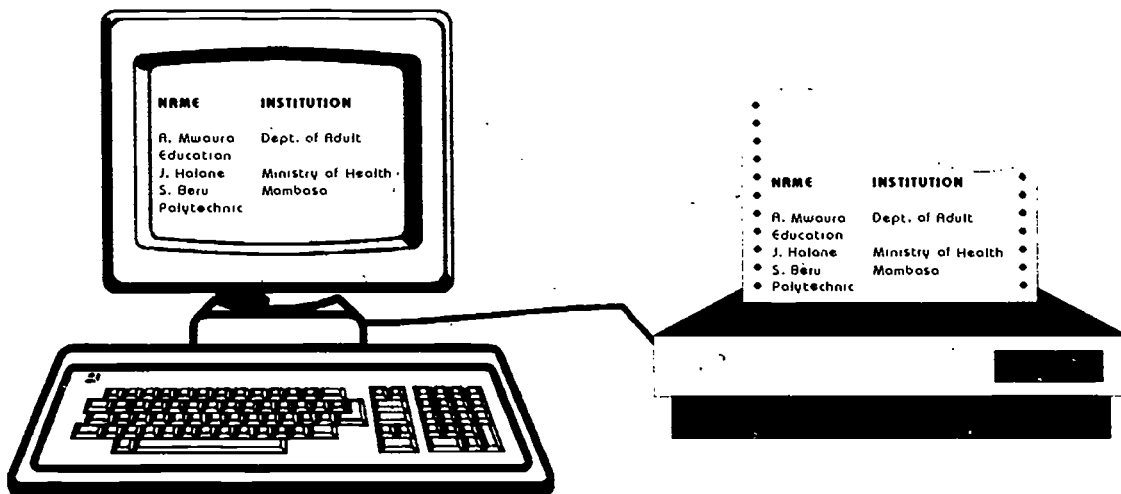 NAME INSTITUTION
A. Mwaura Dept. of Adult
Education
J. Halane Ministry of Health
S. Beru Mombasa
Polytechnic
NAME INSTITUTION
A. Mwaura Dept. of Adult
Education
J. Halane Ministry of Health
S. Beru Mombasa
Polytechnic